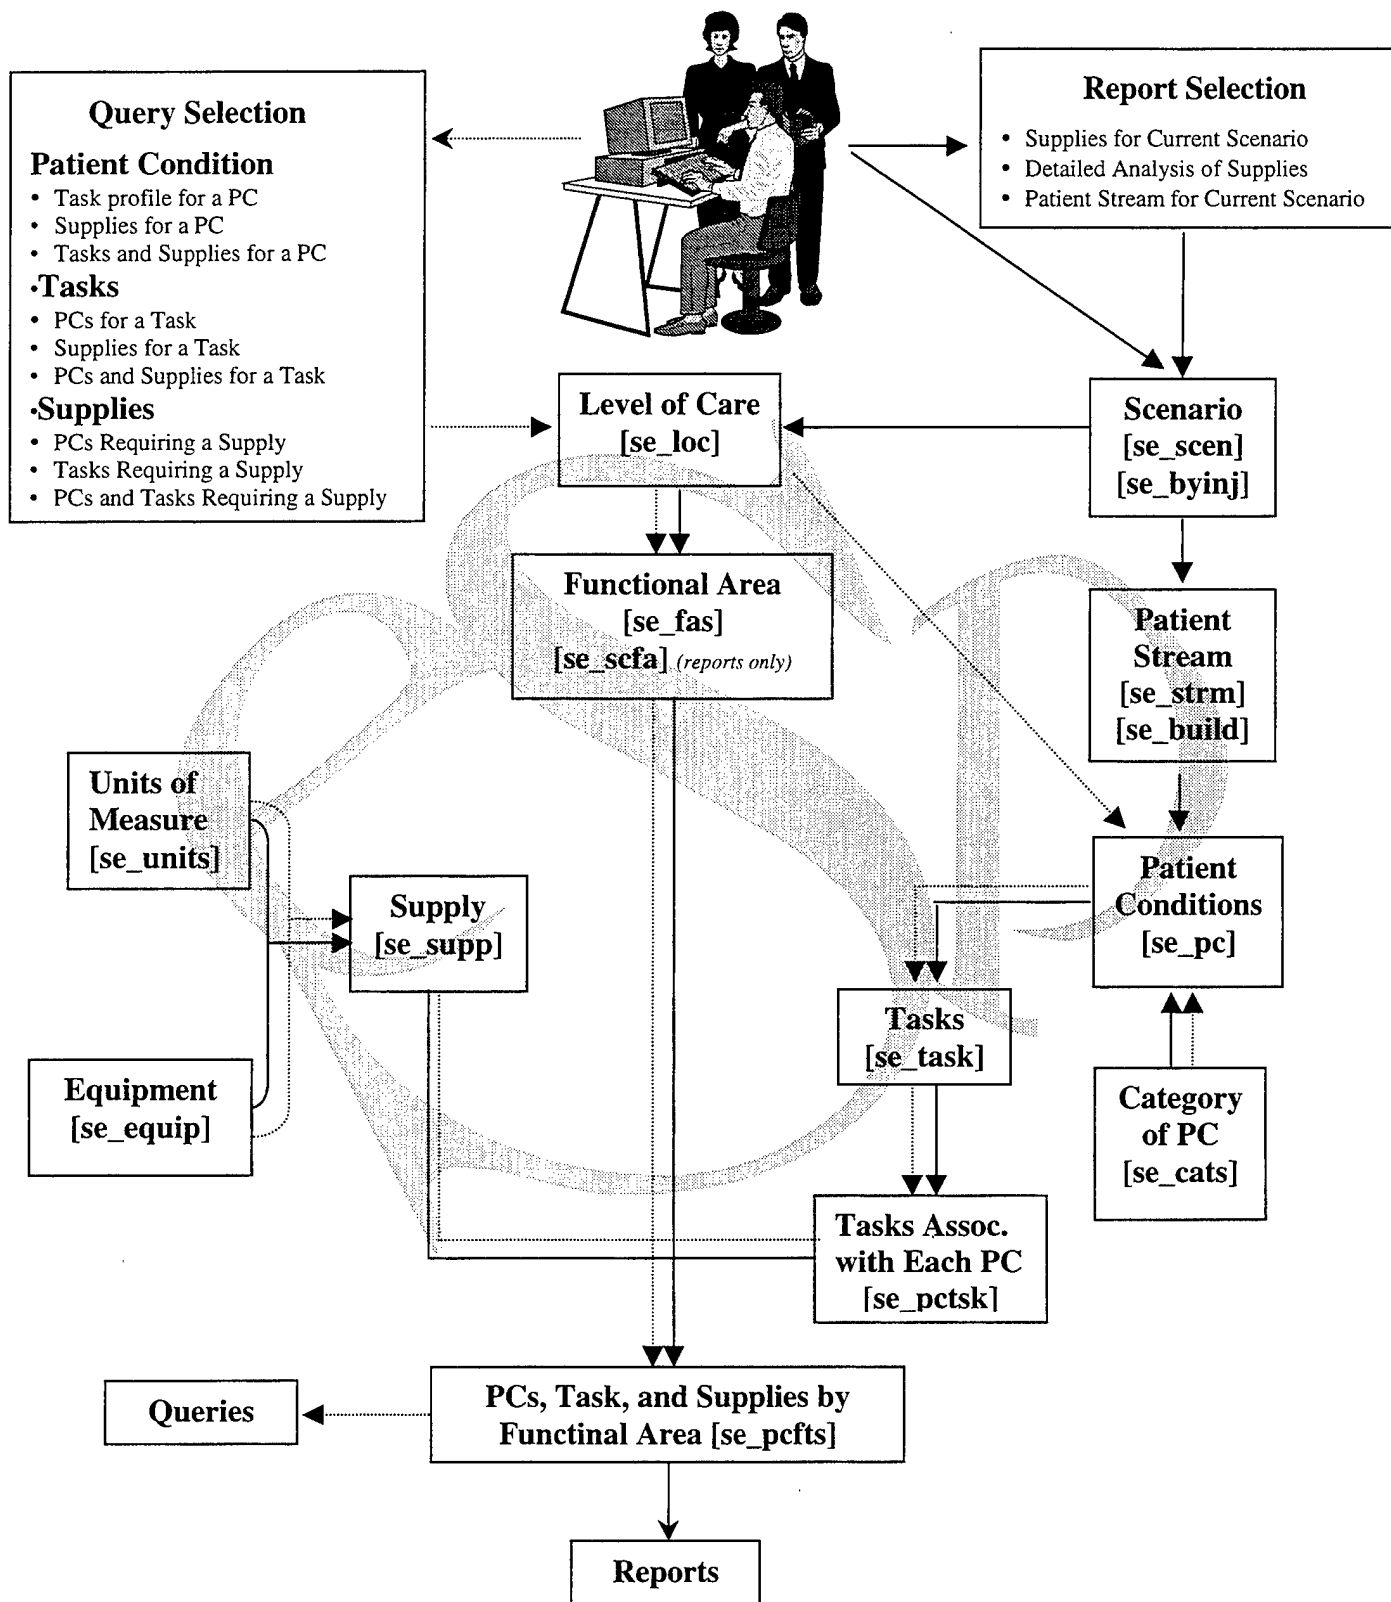 Query Selection
Patient Condition
• Task profile for a PC
• Supplies for a PC
• Tasks and Supplies for a PC
·Tasks
• PCs for a Task
• Supplies for a Task
• PCs and Supplies for a Task
·Supplies
• PCs Requiring a Supply
• Tasks Requiring a Supply
• PCs and Tasks Requiring a Supply
Report Selection
• Supplies for Current Scenario
• Detailed Analysis of Supplies
• Patient Stream for Current Scenario
Level of Care
[se_loc]
Scenario
[se_scen]
[se_byinj]
Functional Area
[se_fas]
[se_scfa] (reports only)
Patient
Stream
[se_strm]
[se_build]
Units of
Measure
[se_units]
Supply
[se_supp]
Patient
Conditions
[se_pc]
Tasks
[se_task]
Equipment
[se_equip]
Category
of PC
[se_cats]
Tasks Assoc.
with Each PC
[se_pctsk]
Queries
PCs, Task, and Supplies by
Functinal Area [se_pcfts]
Reports